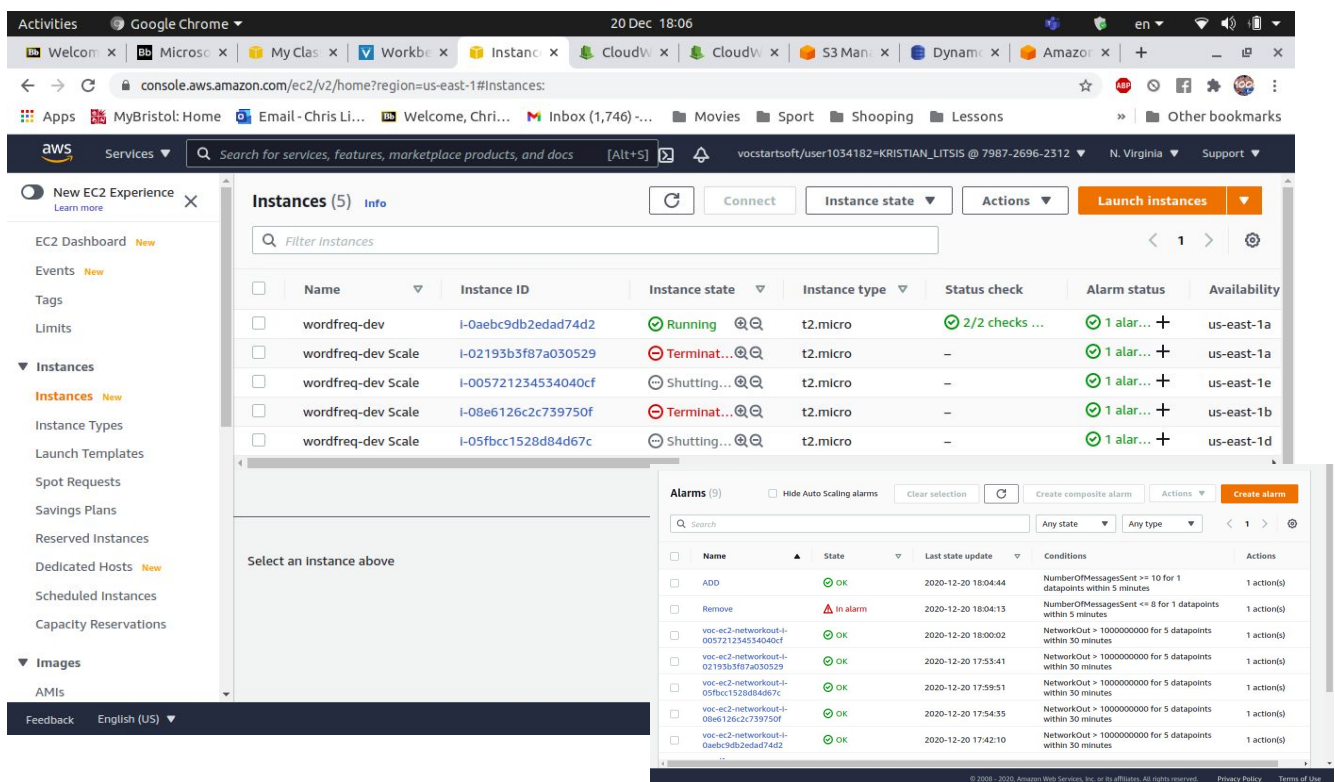 Activities Google Chrome 20 Dec 18:06 en
Welcom Microso My Clas Workbe Instanc CloudW CloudW S3 Man Dynamo Amazon
console.aws.amazon.com/ec2/v2/home?region=us-east-1#Instances:
Apps MyBristol: Home Email - Chris Li... Welcome, Chri... Inbox (1,746) -... Movies Sport Shooping Lessons » Other bookmarks
aws Services Search for services, features, marketplace products, and docs [Alt+S] vocstartsoft/user1034182=KRISTIAN_LITSIS @ 7987-2696-2312 N. Virginia Support
New EC2 Experience
Learn more
EC2 Dashboard New
Events New
Tags
Limits
Instances
Instances New
Instance Types
Launch Templates
Spot Requests
Savings Plans
Reserved Instances
Dedicated Hosts New
Scheduled Instances
Capacity Reservations
Images
AMIs
Feedback English (US)
Instances (5) Info Connect Instance state Actions Launch instances
Filter instances 1
Name Instance ID Instance state Instance type Status check Alarm status Availability
wordfreq-dev i-0aebc9db2edad74d2 Running t2.micro 2/2 checks ... 1 alar... + us-east-1a
wordfreq-dev Scale i-02193b3f87a030529 Terminat... t2.micro – 1 alar... + us-east-1a
wordfreq-dev Scale i-005721234534040cf Shutting... t2.micro – 1 alar... + us-east-1e
wordfreq-dev Scale i-08e6126c2c739750f Terminat... t2.micro – 1 alar... + us-east-1b
wordfreq-dev Scale i-05fbcc1528d84d67c Shutting... t2.micro – 1 alar... + us-east-1d
Select an instance above
Alarms (9) Hide Auto Scaling alarms Clear selection Create composite alarm Actions Create alarm
Search Any state Any type 1
Name State Last state update Conditions Actions
ADD OK 2020-12-20 18:04:44 NumberOfMessagesSent >= 10 for 1
datapoints within 5 minutes 1 action(s)
Remove In alarm 2020-12-20 18:04:13 NumberOfMessagesSent <= 8 for 1 datapoints
within 5 minutes 1 action(s)
voc-ec2-networkout-i- OK 2020-12-20 18:00:02 NetworkOut > 1000000000 for 5 datapoints 1 action(s)
005721234534040cf within 30 minutes
voc-ec2-networkout-i- OK 2020-12-20 17:53:41 NetworkOut > 1000000000 for 5 datapoints 1 action(s)
02193b3f87a030529 within 30 minutes
voc-ec2-networkout-i- OK 2020-12-20 17:59:51 NetworkOut > 1000000000 for 5 datapoints 1 action(s)
05fbcc1528d84d67c within 30 minutes
voc-ec2-networkout-i- OK 2020-12-20 17:54:35 NetworkOut > 1000000000 for 5 datapoints 1 action(s)
08e6126c2c739750f within 30 minutes
voc-ec2-networkout-i- OK 2020-12-20 17:42:10 NetworkOut > 1000000000 for 5 datapoints 1 action(s)
0aebc9db2edad74d2 within 30 minutes
© 2008 - 2020, Amazon Web Services, Inc. or its affiliates. All rights reserved. Privacy Policy Terms of Use